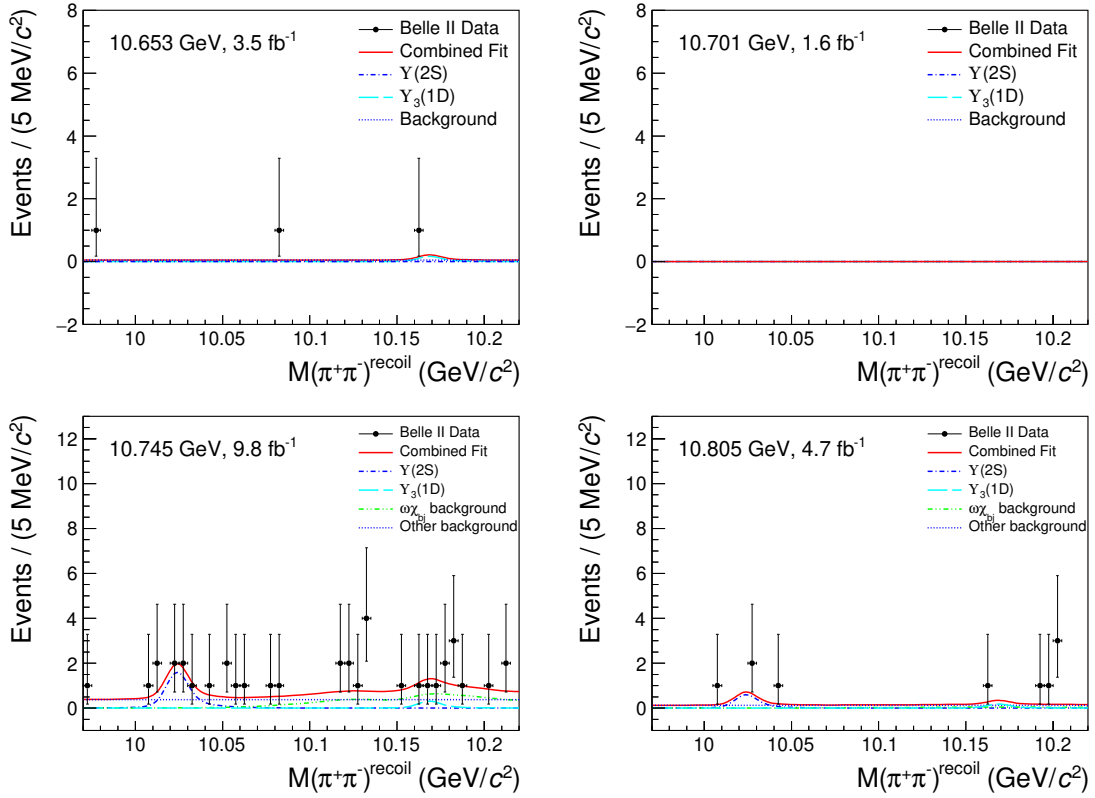 10.653 GeV, 3.5 fb⁻¹
Belle II Data
Combined Fit
Υ(2S)
Υ₃(1D)
Background
Events / (5 MeV/c²)
8
6
4
2
0
−2
10
10.05
10.1
10.15
10.2
M(π⁺π⁻)ʳᵉᶜᵒⁱˡ (GeV/c²)
10.701 GeV, 1.6 fb⁻¹
Belle II Data
Combined Fit
Υ(2S)
Υ₃(1D)
Background
Events / (5 MeV/c²)
8
6
4
2
0
−2
10
10.05
10.1
10.15
10.2
M(π⁺π⁻)ʳᵉᶜᵒⁱˡ (GeV/c²)
10.745 GeV, 9.8 fb⁻¹
Belle II Data
Combined Fit
Υ(2S)
Υ₃(1D)
ωχ_bj background
Other background
Events / (5 MeV/c²)
12
10
8
6
4
2
0
10
10.05
10.1
10.15
10.2
M(π⁺π⁻)ʳᵉᶜᵒⁱˡ (GeV/c²)
10.805 GeV, 4.7 fb⁻¹
Belle II Data
Combined Fit
Υ(2S)
Υ₃(1D)
ωχ_bj background
Other background
Events / (5 MeV/c²)
12
10
8
6
4
2
0
10
10.05
10.1
10.15
10.2
M(π⁺π⁻)ʳᵉᶜᵒⁱˡ (GeV/c²)